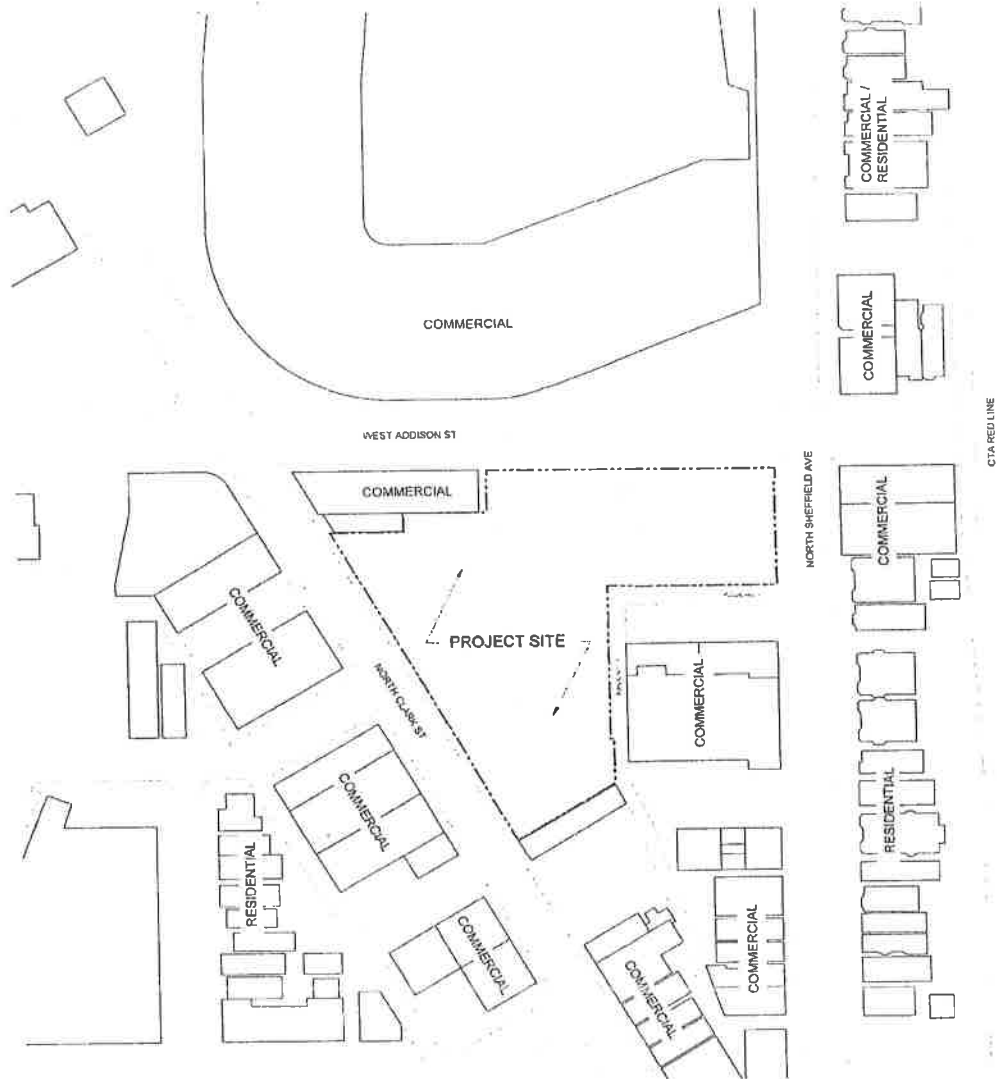 COMMERCIAL /
RESIDENTIAL
COMMERCIAL
COMMERCIAL
WEST ADDISON ST
NORTH SHEFFIELD AVE
CTA RED LINE
COMMERCIAL
COMMERCIAL
COMMERCIAL
PROJECT SITE
NORTH CLARK ST
COMMERCIAL
COMMERCIAL
RESIDENTIAL
RESIDENTIAL
COMMERCIAL
COMMERCIAL
COMMERCIAL